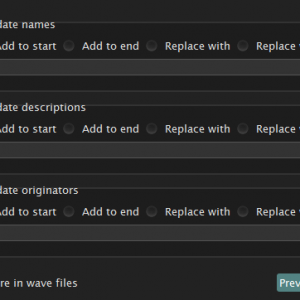 date names
Add to start Add to end Replace with Replace
date descriptions
Add to start Add to end Replace with Replace
date originators
Add to start Add to end Replace with Replace
re in wave files Prev